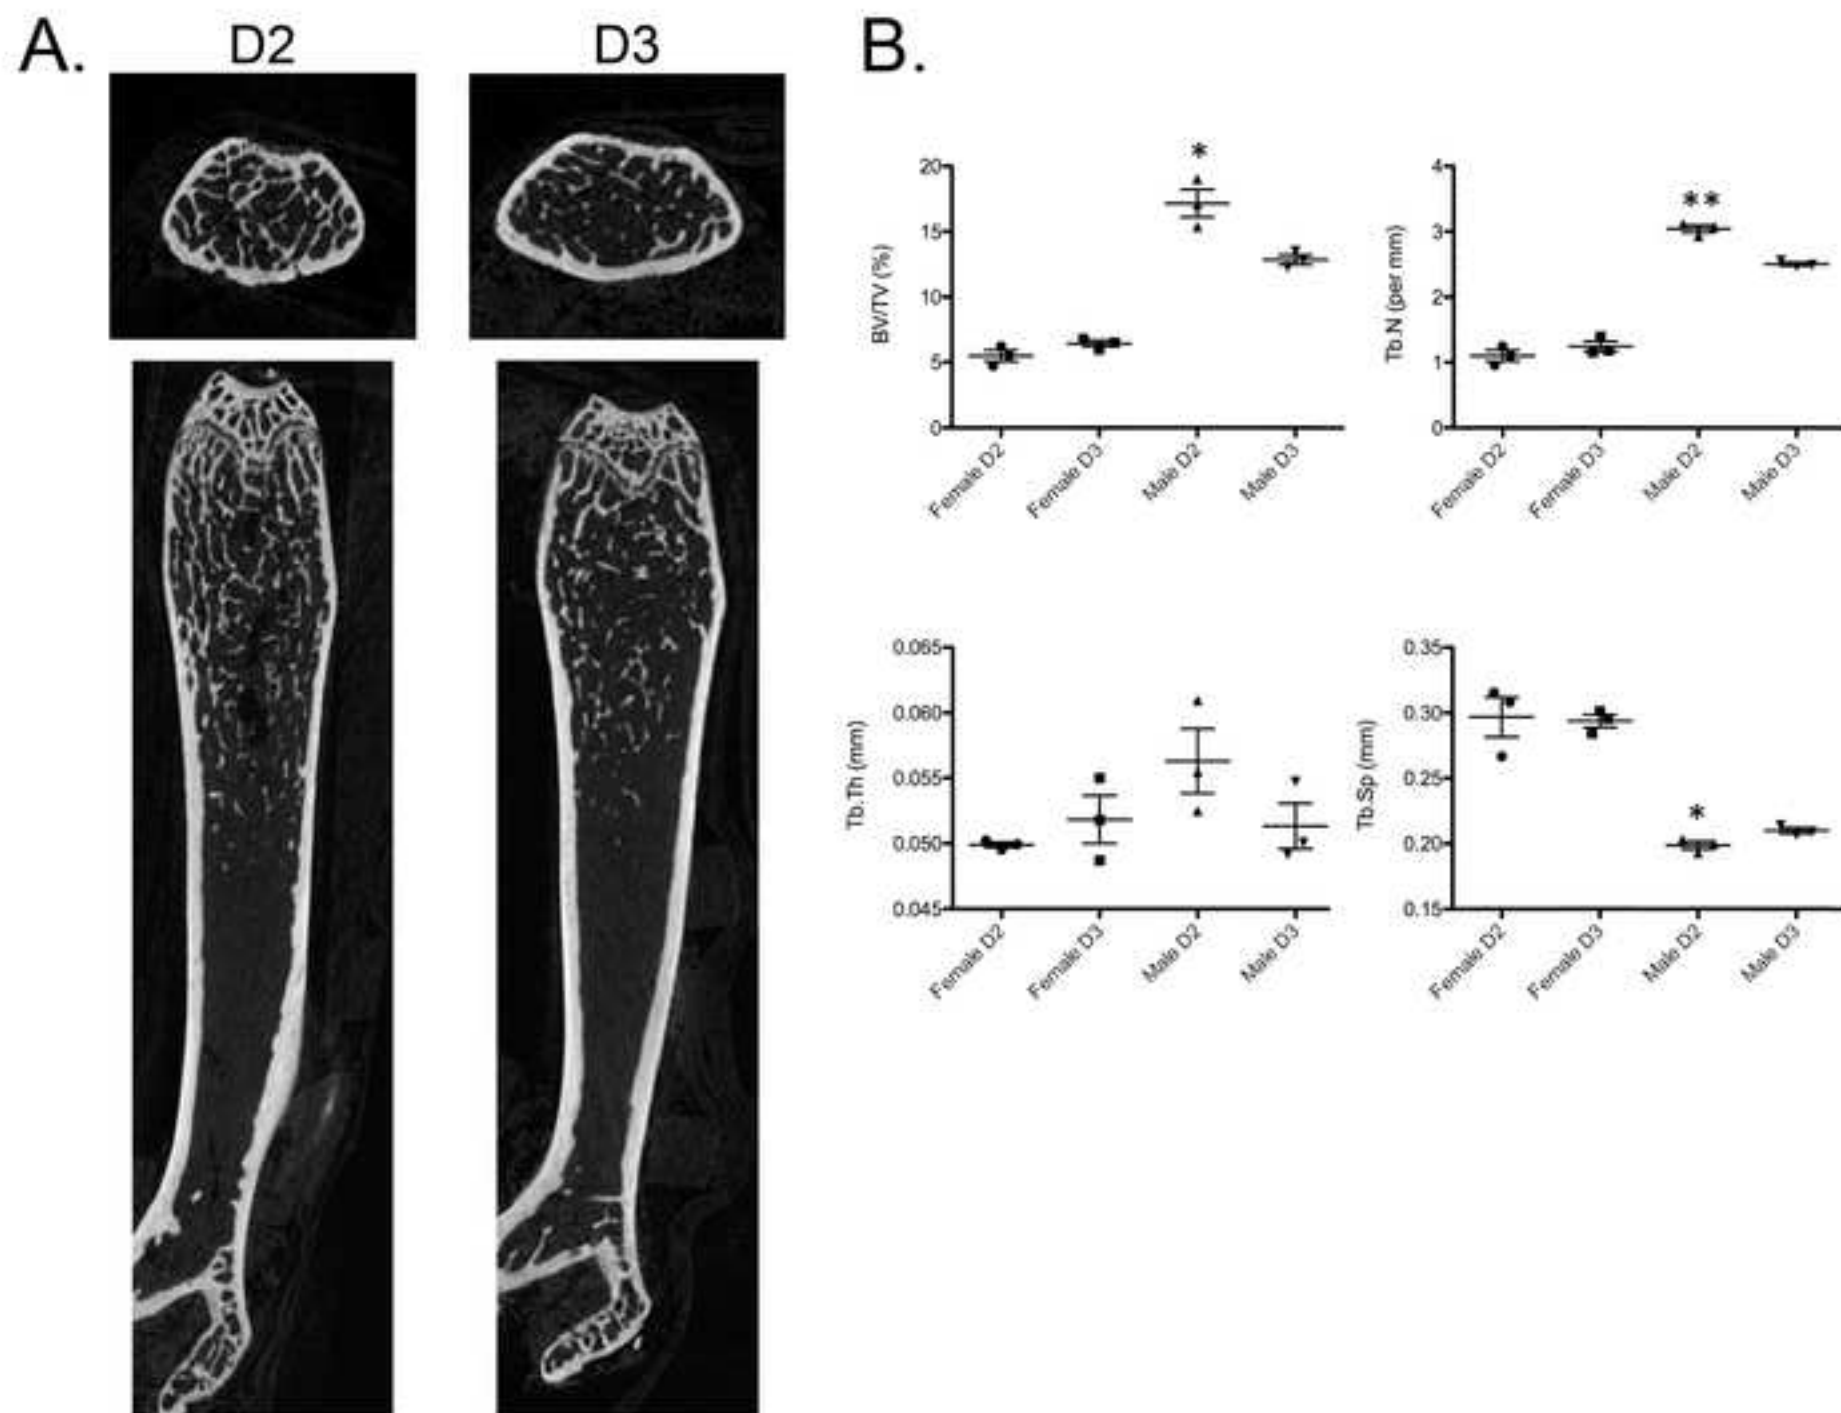 A.
D2
D3
B.
*
20
15
10
5
0
BV/TV (%)
Female D2
Female D3
Male D2
Male D3
**
4
3
2
1
0
Tb.N (per mm)
Female D2
Female D3
Male D2
Male D3
0.065
0.060
0.055
0.050
0.045
Tb.Th (mm)
Female D2
Female D3
Male D2
Male D3
*
0.35
0.30
0.25
0.20
0.15
Tb.Sp (mm)
Female D2
Female D3
Male D2
Male D3